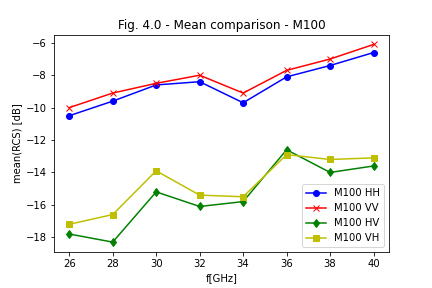 Fig. 4.0 - Mean comparison - M100
mean(RCS) [dB]
−6
−8
−10
−12
−14
−16
−18
M100 HH
M100 VV
M100 HV
M100 VH
26 28 30 32 34 36 38 40
f[GHz]